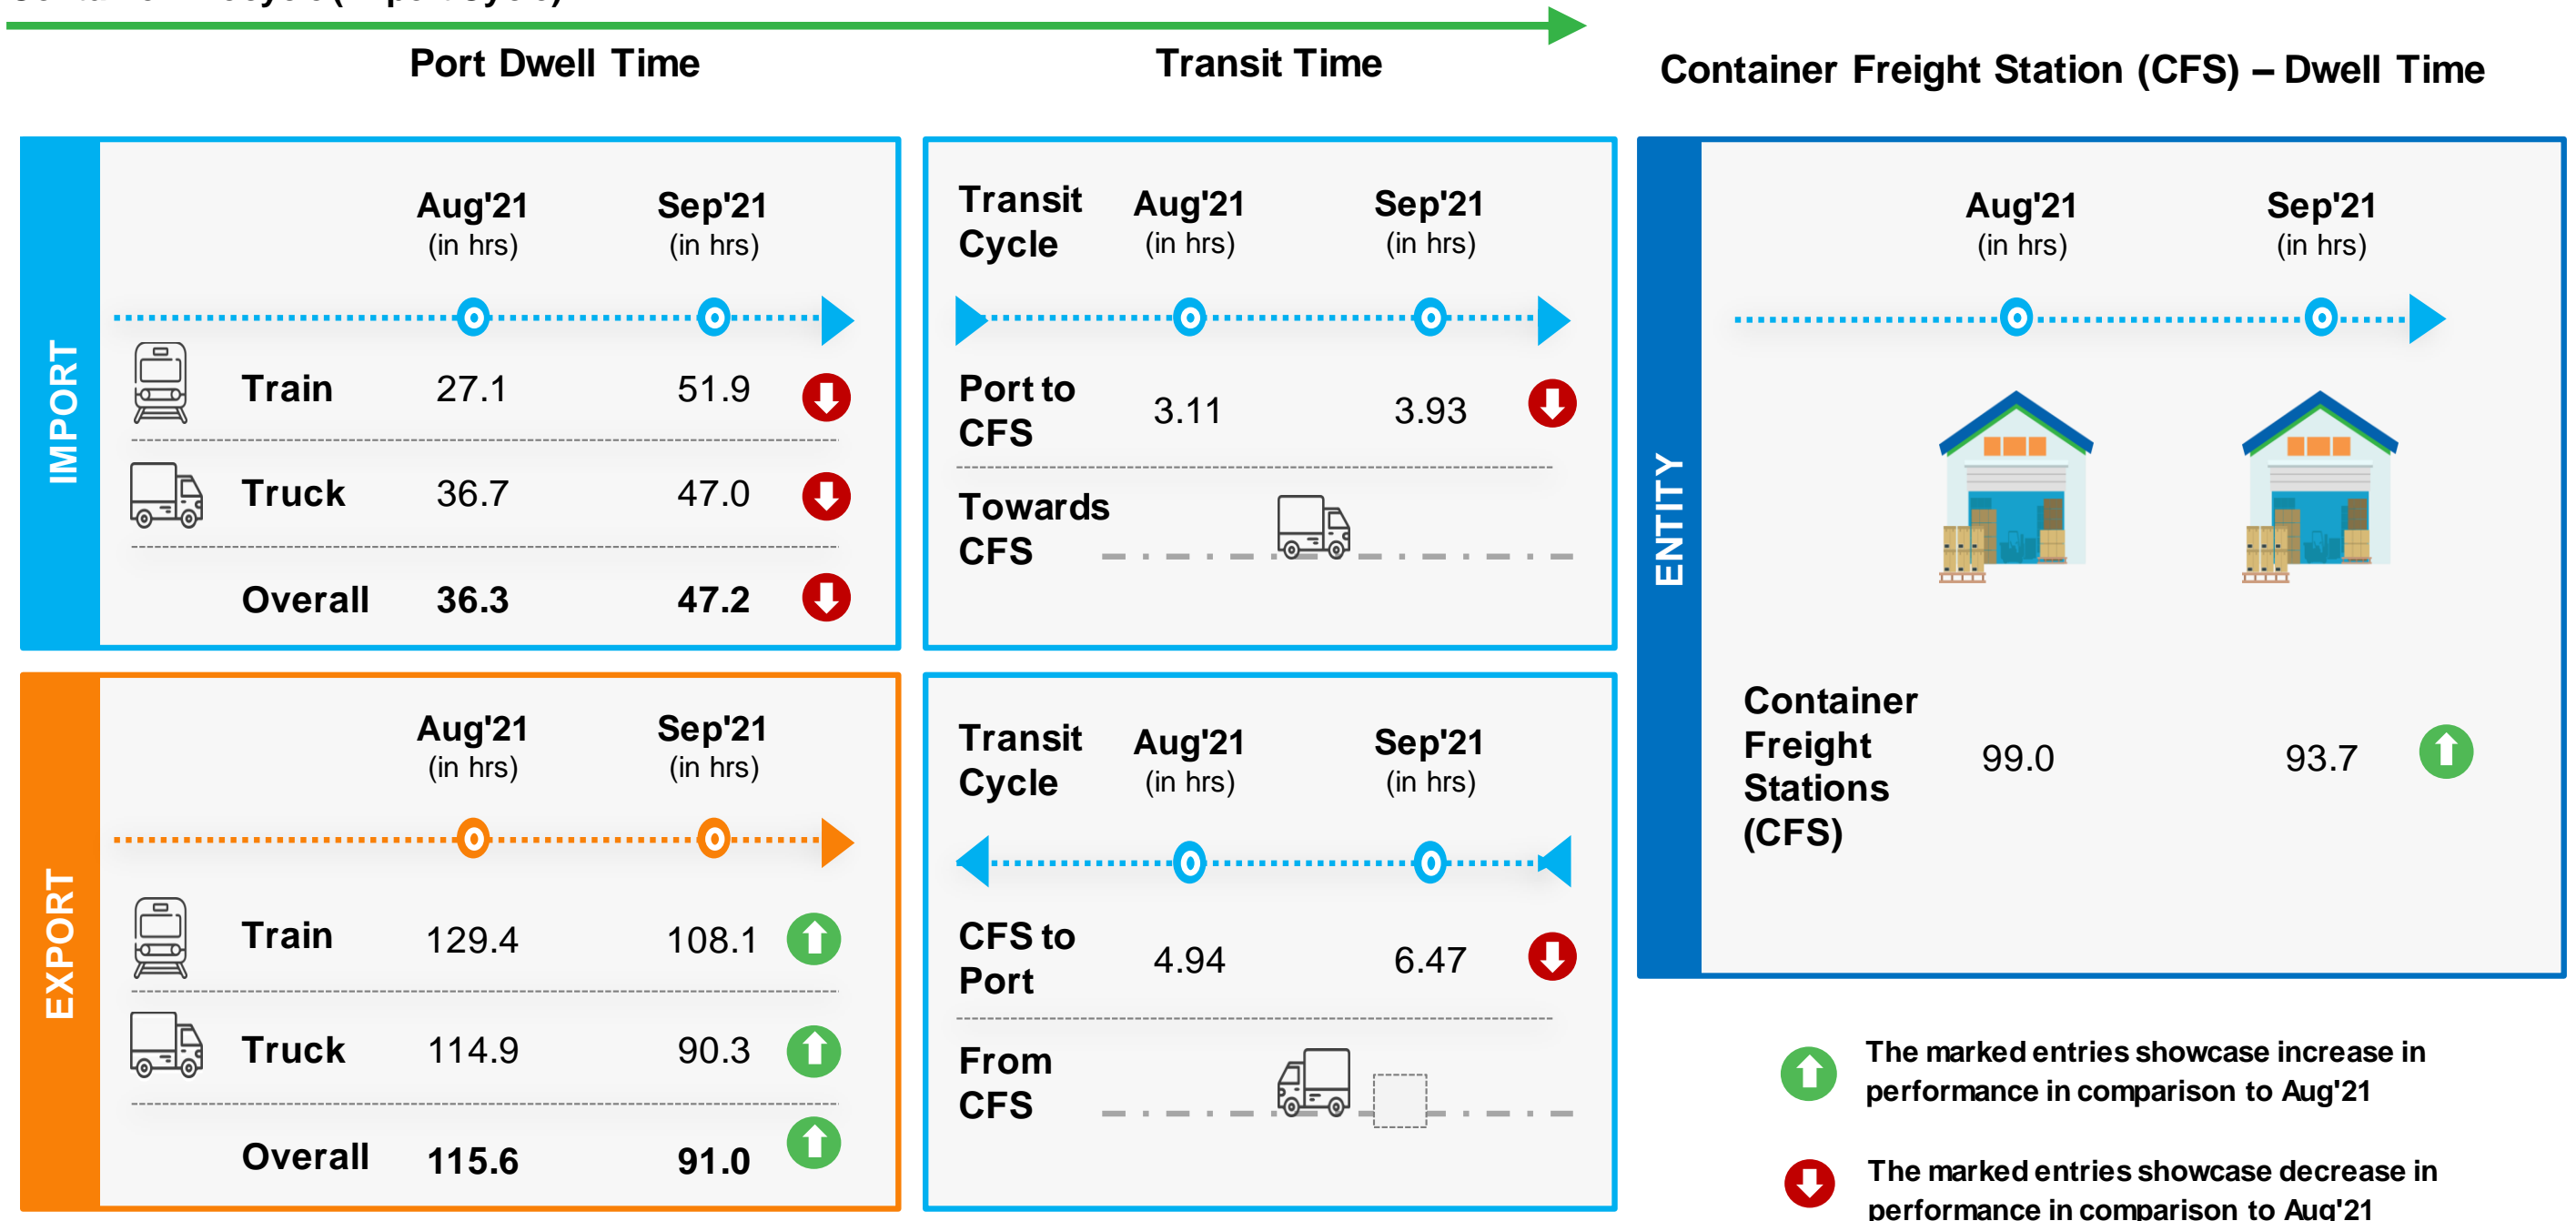 Port Dwell Time
Transit Time
Container Freight Station (CFS) – Dwell Time
IMPORT
Aug'21
Sep'21
(in hrs)
(in hrs)
Train
27.1
51.9
Truck
36.7
47.0
Overall
36.3
47.2
Transit
Cycle
Aug'21
Sep'21
(in hrs)
(in hrs)
Port to
CFS
3.11
3.93
Towards
CFS
ENTITY
Aug'21
Sep'21
(in hrs)
(in hrs)
Container
Freight
Stations
(CFS)
99.0
93.7
EXPORT
Aug'21
Sep'21
(in hrs)
(in hrs)
Train
129.4
108.1
Truck
114.9
90.3
Overall
115.6
91.0
Transit
Cycle
Aug'21
Sep'21
(in hrs)
(in hrs)
CFS to
Port
4.94
6.47
From
CFS
The marked entries showcase increase in
performance in comparison to Aug'21
The marked entries showcase decrease in
performance in comparison to Aug'21